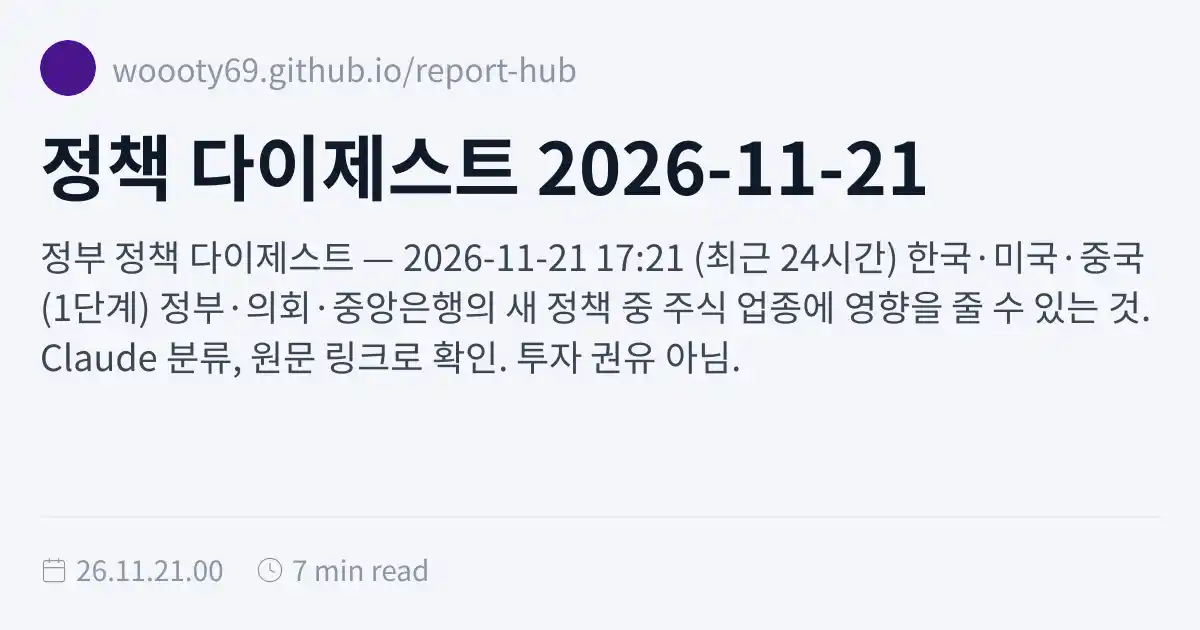 woooty69.github.io/report-hub
정책 다이제스트 2026-11-21
정부 정책 다이제스트 — 2026-11-21 17:21 (최근 24시간) 한국·미국·중국
(1단계) 정부·의회·중앙은행의 새 정책 중 주식 업종에 영향을 줄 수 있는 것.
Claude 분류, 원문 링크로 확인. 투자 권유 아님.
26.11.21.00 7 min read